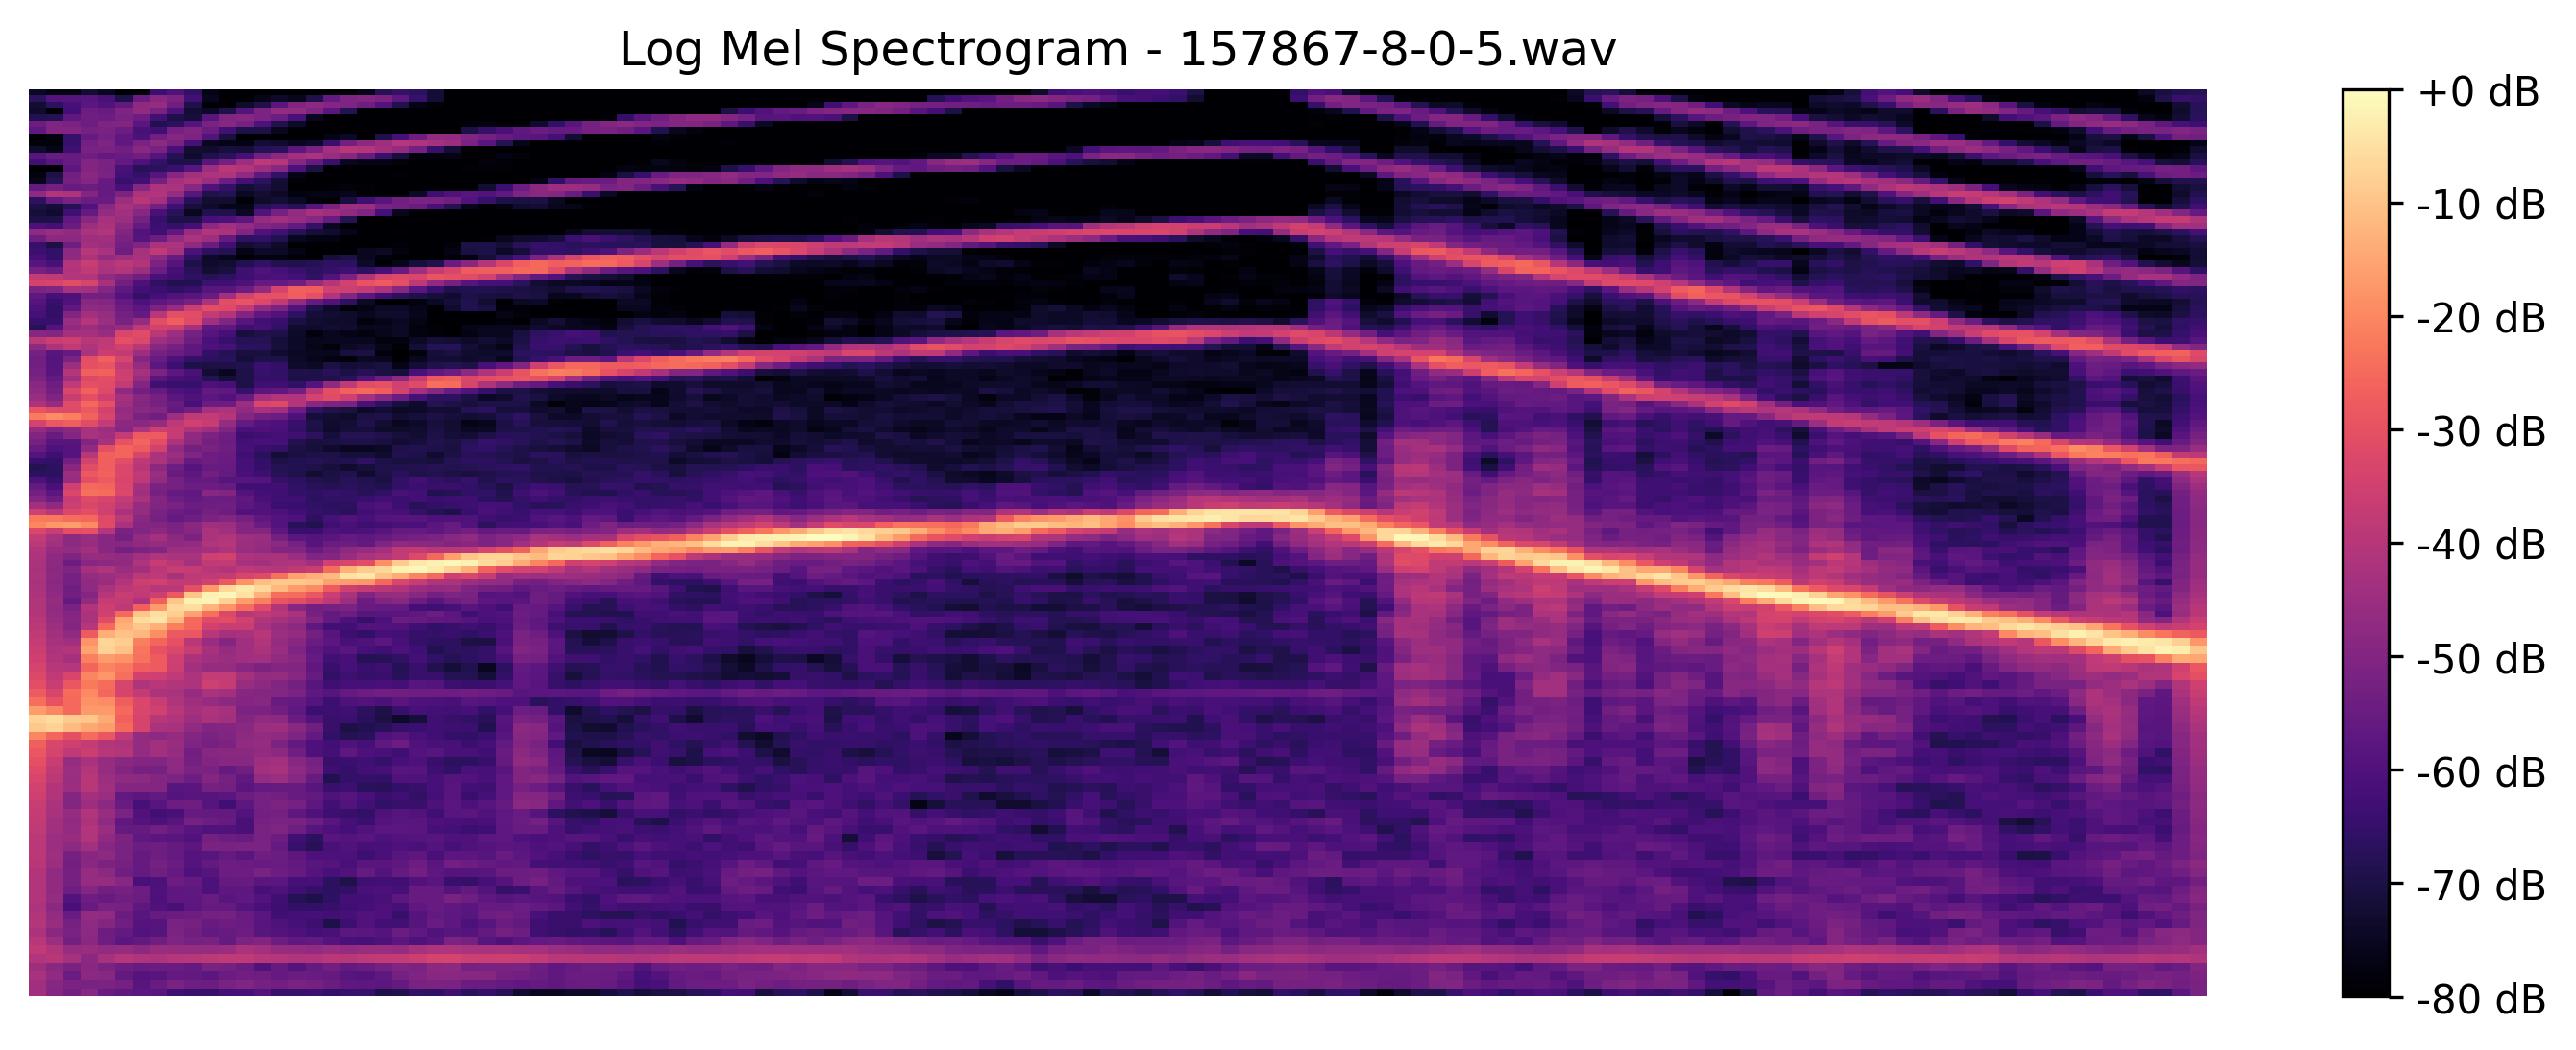 Log Mel Spectrogram - 157867-8-0-5.wav
+0 dB
-10 dB
-20 dB
-30 dB
-40 dB
-50 dB
-60 dB
-70 dB
-80 dB